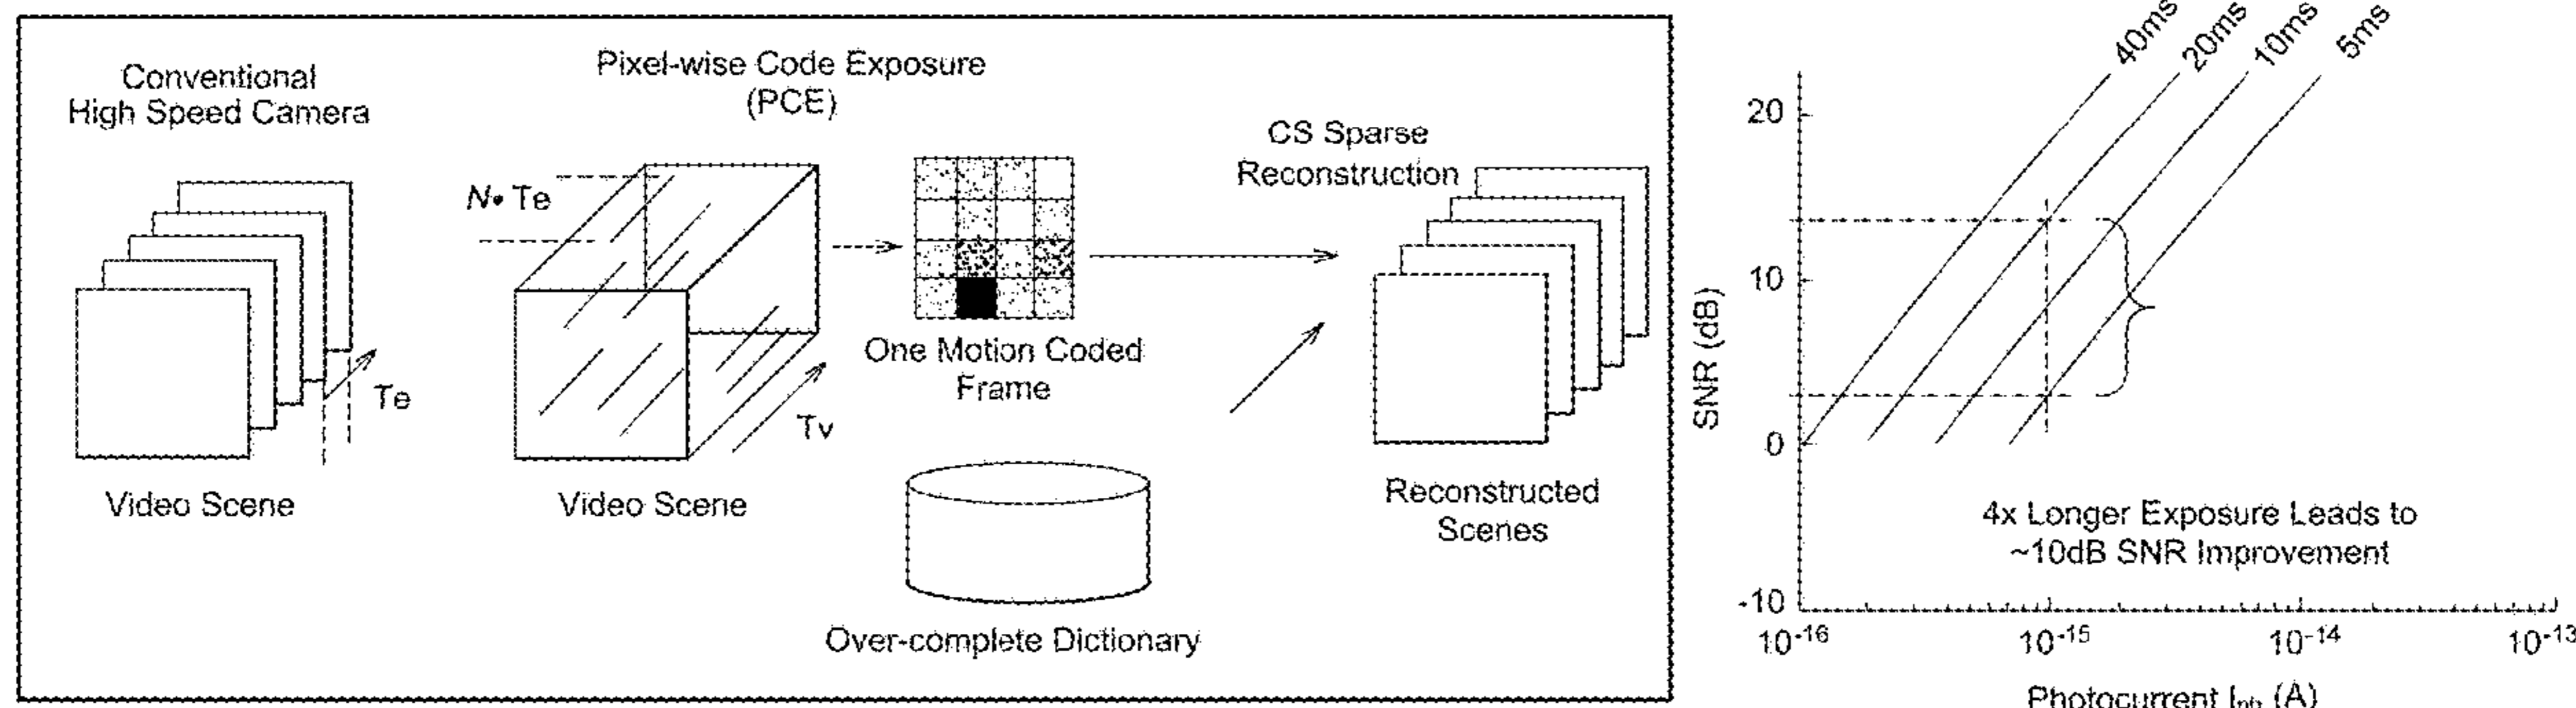 Conventional
High Speed Camera
Te
Video Scene
Pixel-wise Code Exposure
(PCE)
N• Te
Tv
Video Scene
One Motion Coded
Frame
Over-complete Dictionary
CS Sparse
Reconstruction
Reconstructed
Scenes
40ms
20ms
10ms
5ms
SNR (dB)
20
10
0
-10
4x Longer Exposure Leads to
~10dB SNR Improvement
10-16
10-15
10-14
10-13
Photocurrent Iph (A)